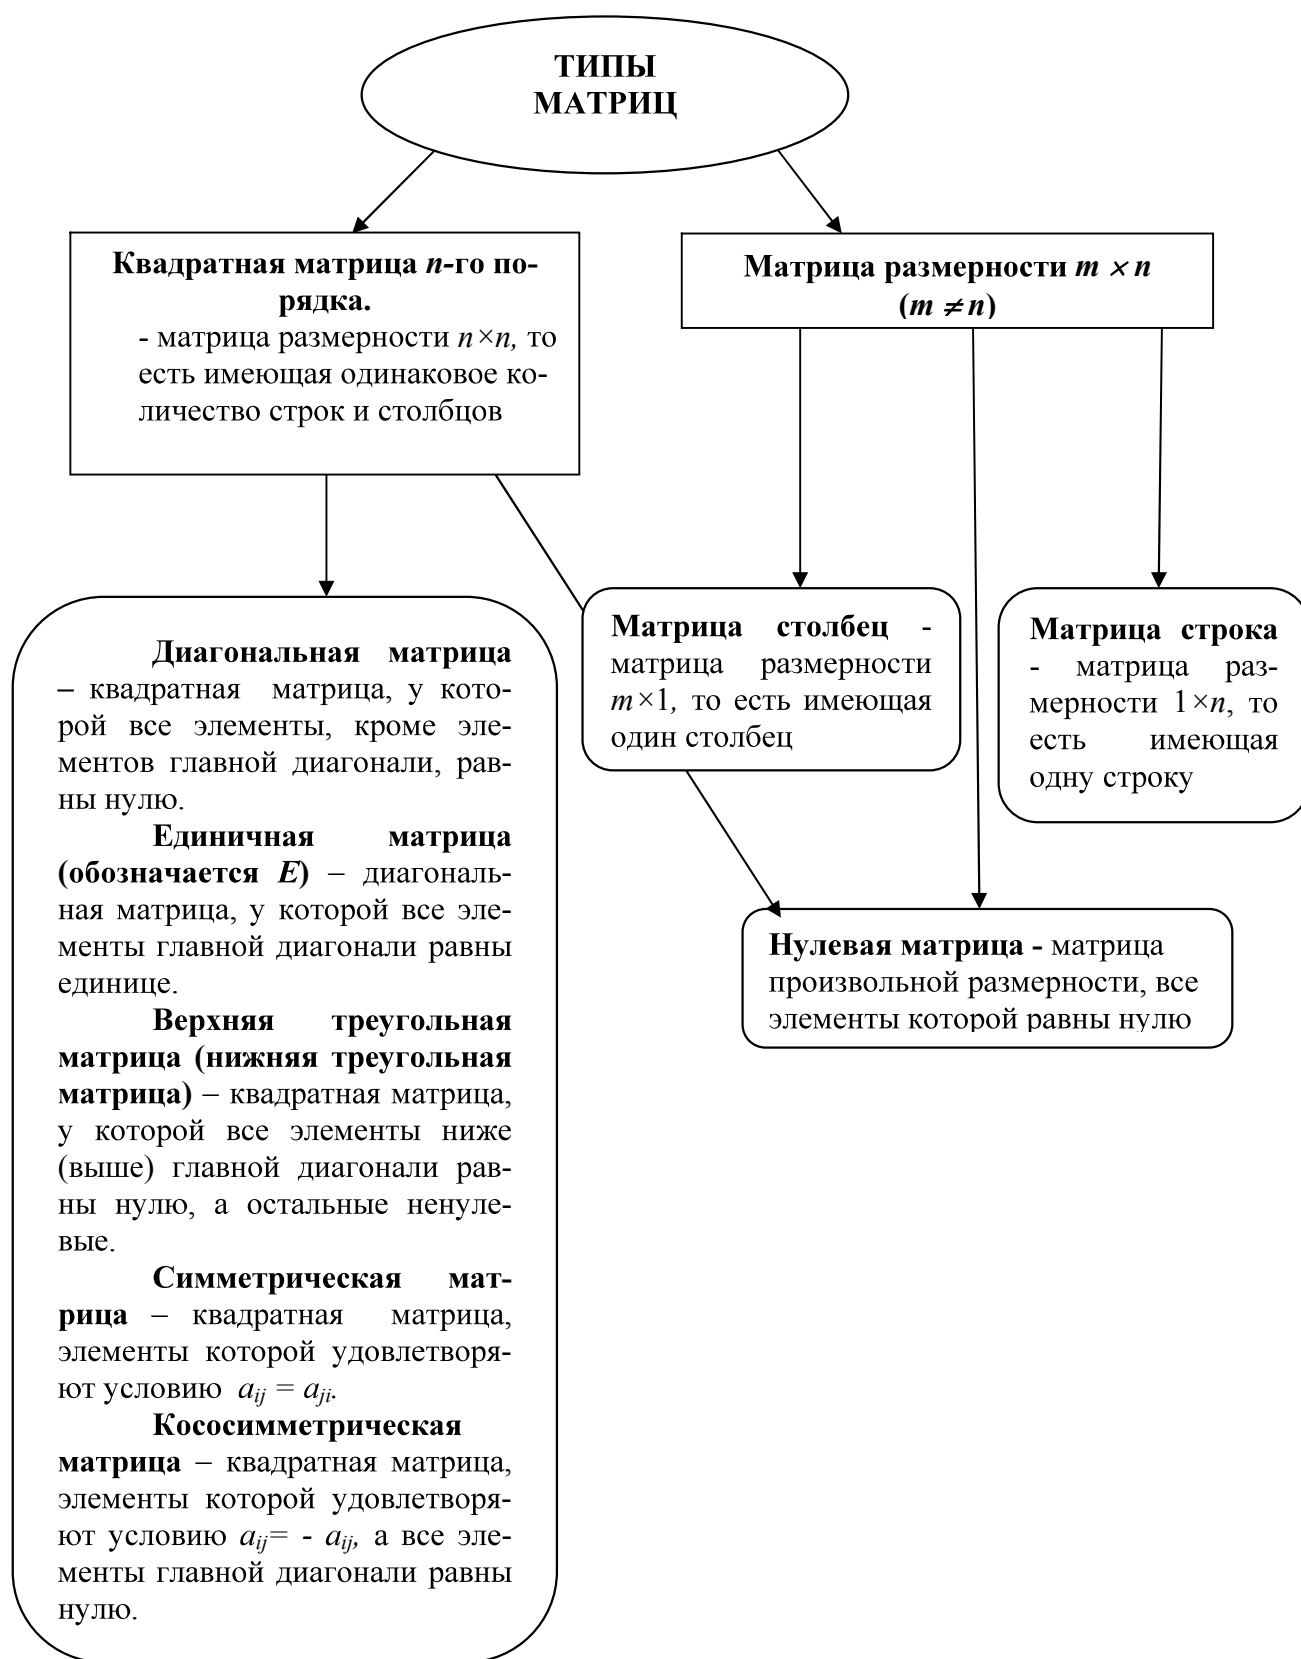 ТИПЫ
МАТРИЦ
Квадратная матрица n-го по-
рядка.
- матрица размерности n×n, то
есть имеющая одинаковое ко-
личество строк и столбцов
Матрица размерности m × n
(m ≠ n)
Диагональная матрица
– квадратная матрица, у кото-
рой все элементы, кроме эле-
ментов главной диагонали, рав-
ны нулю.
Единичная матрица
(обозначается E) – диагональ-
ная матрица, у которой все эле-
менты главной диагонали равны
единице.
Верхняя треугольная
матрица (нижняя треугольная
матрица) – квадратная матрица,
у которой все элементы ниже
(выше) главной диагонали рав-
ны нулю, а остальные ненуле-
вые.
Симметрическая мат-
рица – квадратная матрица,
элементы которой удовлетворя-
ют условию a_ij = a_ji.
Кососимметрическая
матрица – квадратная матрица,
элементы которой удовлетворя-
ют условию a_ij= - a_ij, а все эле-
менты главной диагонали равны
нулю.
Матрица столбец -
матрица размерности
m×1, то есть имеющая
один столбец
Матрица строка
- матрица раз-
мерности 1×n, то
есть имеющая
одну строку
Нулевая матрица - матрица
произвольной размерности, все
элементы которой равны нулю